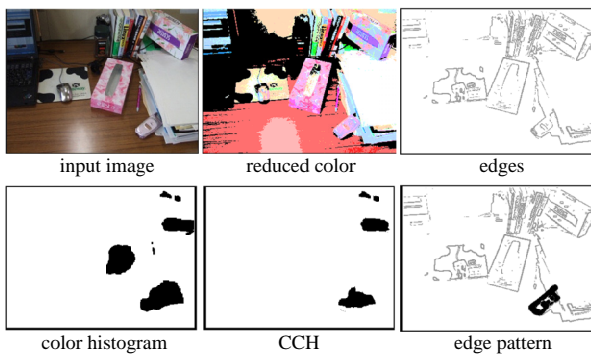 input image
reduced color
edges
color histogram
CCH
edge pattern